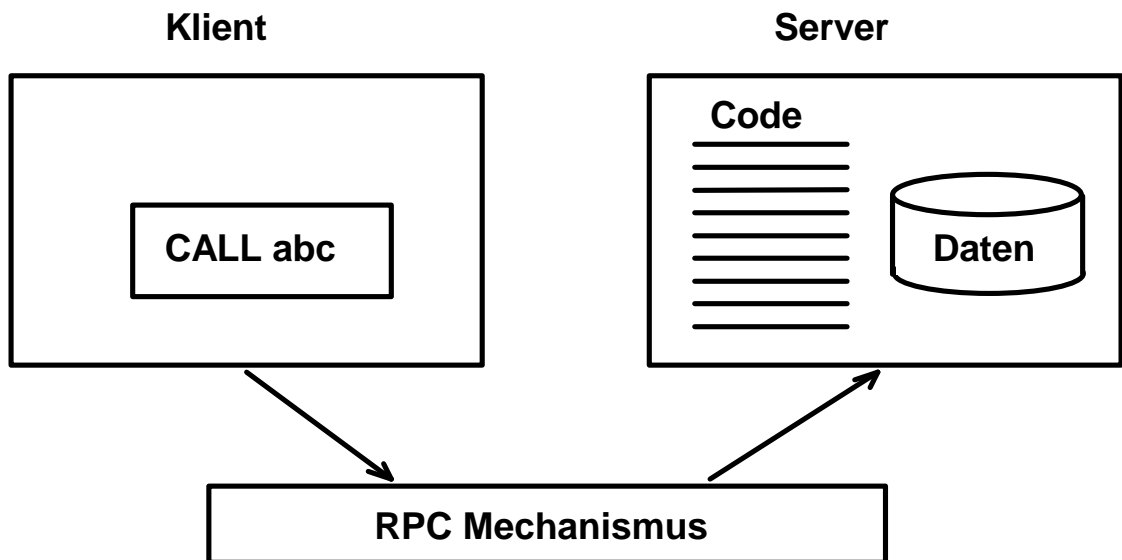 Klient
Server
CALL abc
Code
Daten
RPC Mechanismus